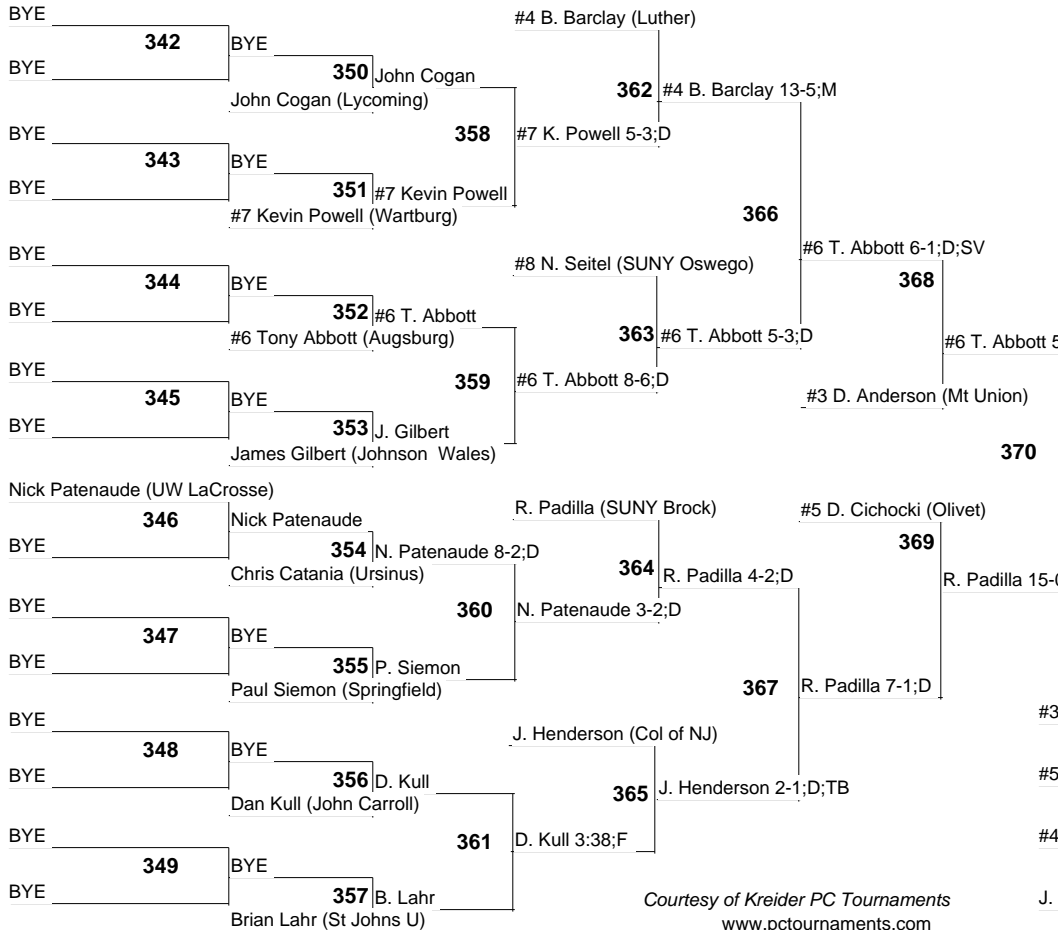 BYE
#4 B. Barclay (Luther)
342
BYE
BYE
350 John Cogan
362 #4 B. Barclay 13-5;M
John Cogan (Lycoming)
BYE
358
#7 K. Powell 5-3;D
343
BYE
BYE
351 #7 Kevin Powell
#7 Kevin Powell (Wartburg)
366
BYE
#6 T. Abbott 6-1;D;SV
#8 N. Seitel (SUNY Oswego)
344
BYE
368
BYE
352 #6 T. Abbott
#6 Tony Abbott (Augsburg)
363 #6 T. Abbott 5-3;D
#6 T. Abbott 5
BYE
359
#6 T. Abbott 8-6;D
345
BYE
#3 D. Anderson (Mt Union)
BYE
353 J. Gilbert
James Gilbert (Johnson Wales)
370
Nick Patenaude (UW LaCrosse)
R. Padilla (SUNY Brock)
#5 D. Cichocki (Olivet)
346
Nick Patenaude
369
BYE
354 N. Patenaude 8-2;D
Chris Catania (Ursinus)
364 R. Padilla 4-2;D
R. Padilla 15-0
BYE
360
N. Patenaude 3-2;D
347
BYE
BYE
355 P. Siemon
Paul Siemon (Springfield)
367
R. Padilla 7-1;D
BYE
#3
J. Henderson (Col of NJ)
348
BYE
BYE
356 D. Kull
#5
Dan Kull (John Carroll)
365
J. Henderson 2-1;D;TB
BYE
361
D. Kull 3:38;F
#4
349
BYE
BYE
357 B. Lahr
Courtesy of Kreider PC Tournaments
J.
Brian Lahr (St Johns U)
www.pctournaments.com